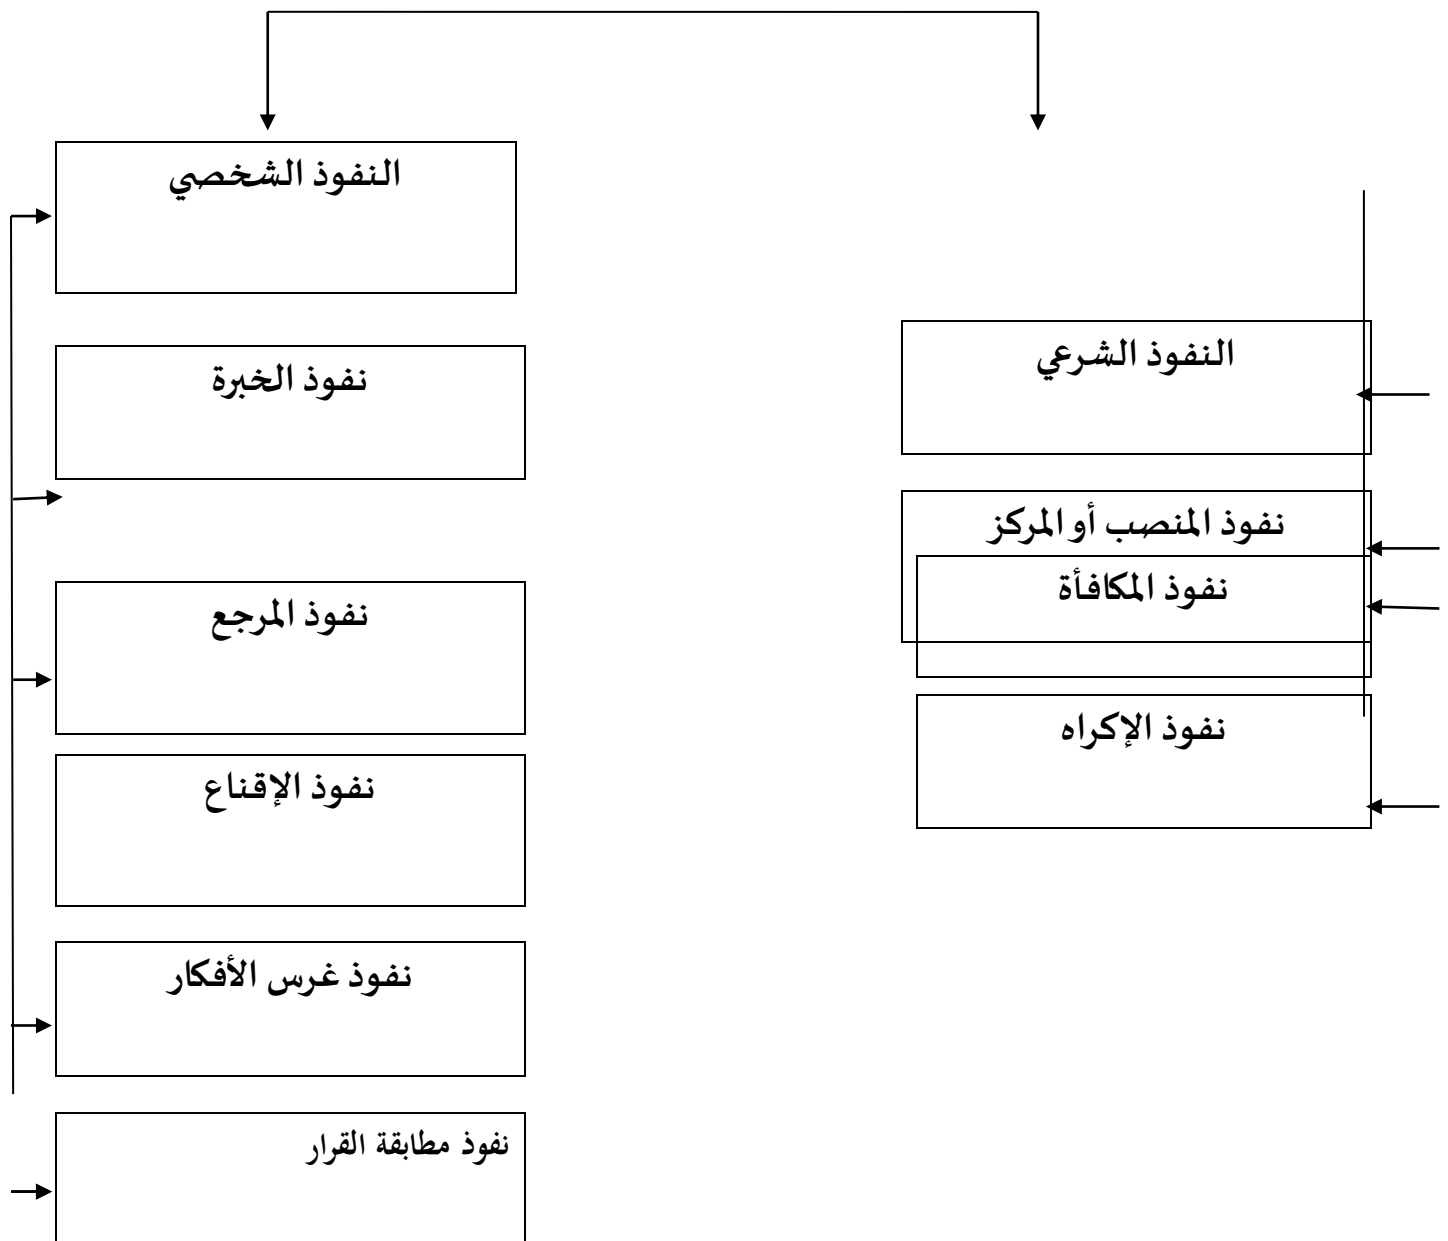 النفوذ الشخصي
النفوذ الشرعي
نفوذ الخبرة
نفوذ المنصب أو المركز
نفوذ المكافأة
نفوذ المرجع
نفوذ الإكراه
نفوذ الإقناع
نفوذ غرس الأفكار
نفوذ مطابقة القرار